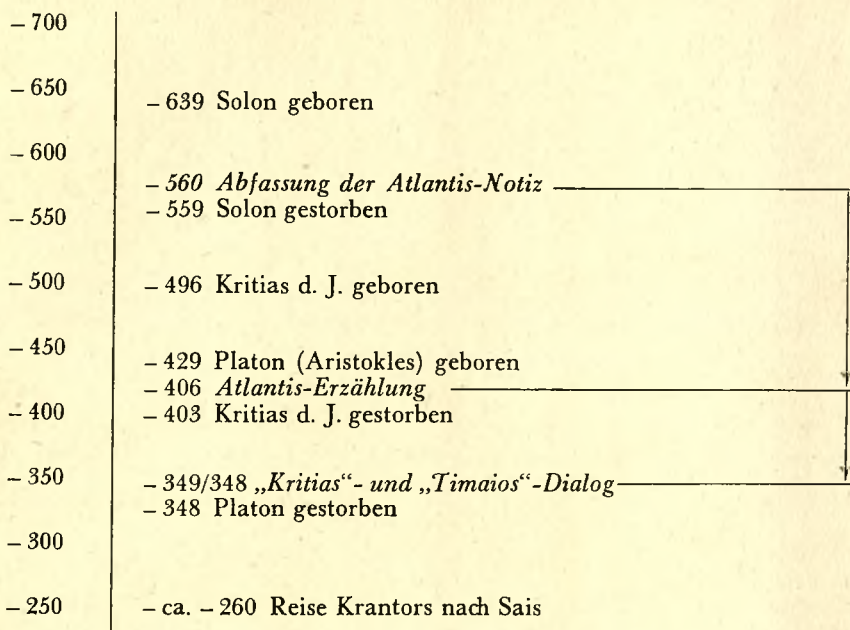 – 700
– 650
– 639 Solon geboren
– 600
– 560 Abfassung der Atlantis-Notiz
– 559 Solon gestorben
– 550
– 500
– 496 Kritias d. J. geboren
– 450
– 429 Platon (Aristokles) geboren
– 406 Atlantis-Erzählung
– 403 Kritias d. J. gestorben
– 400
– 350
– 349/348 „Kritias“- und „Timaios“-Dialog
– 348 Platon gestorben
– 300
– 250
– ca. – 260 Reise Krantors nach Sais